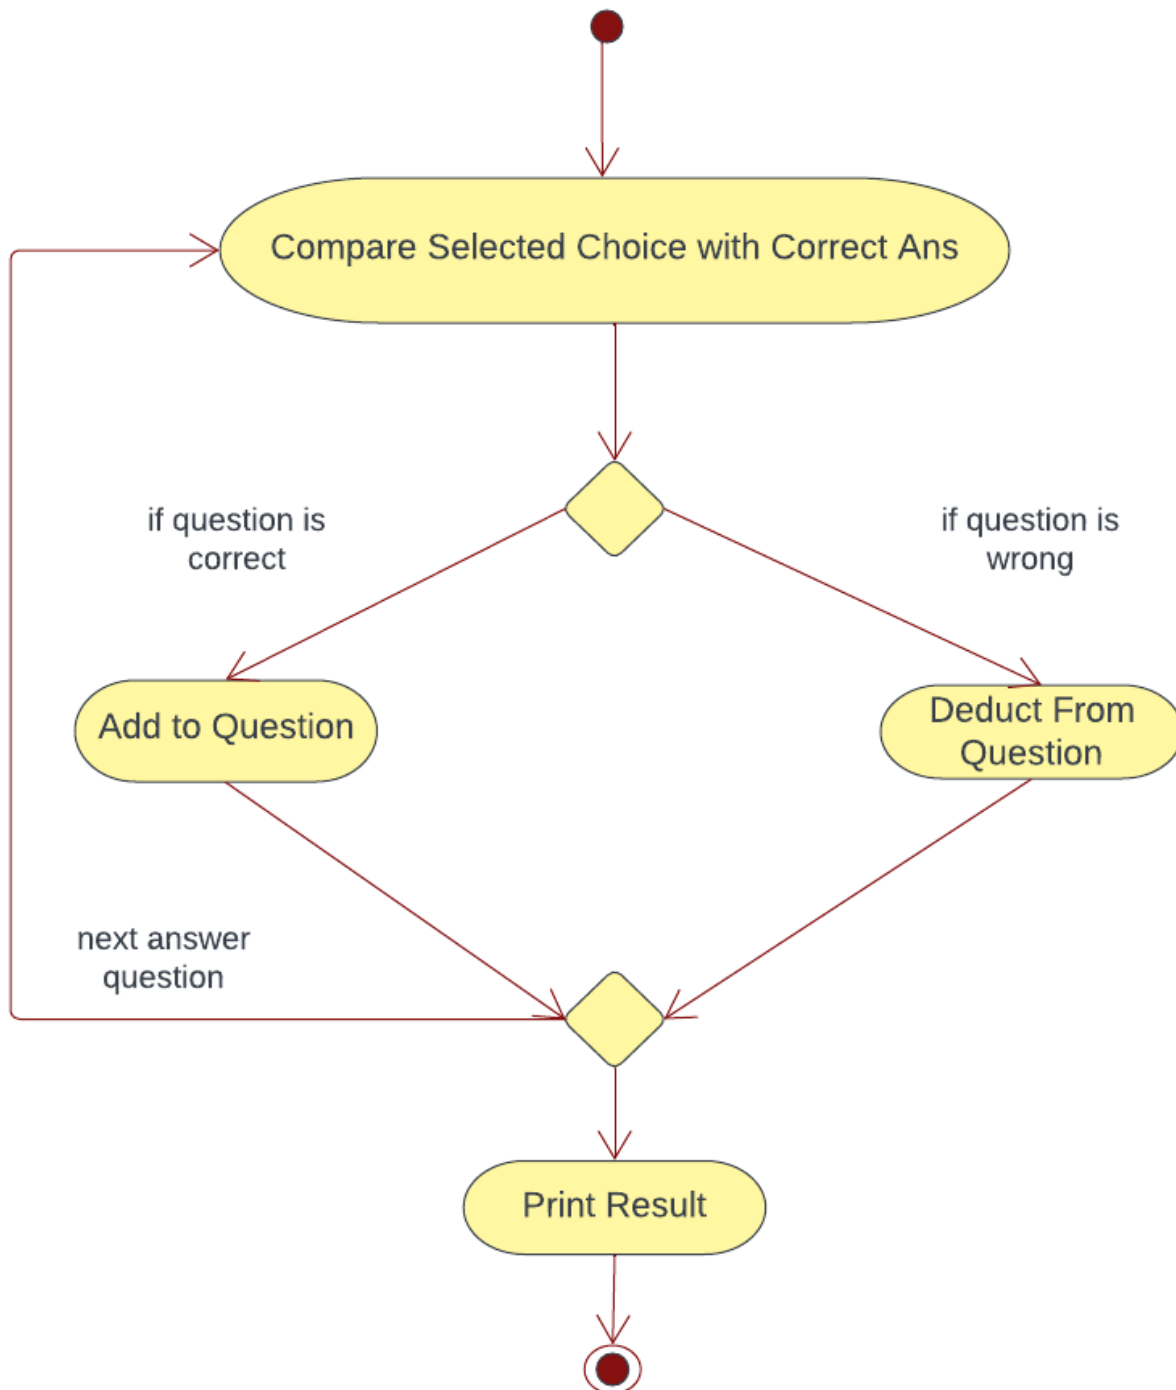 Compare Selected Choice with Correct Ans
if question is
correct
if question is
wrong
Add to Question
Deduct From
Question
next answer
question
Print Result